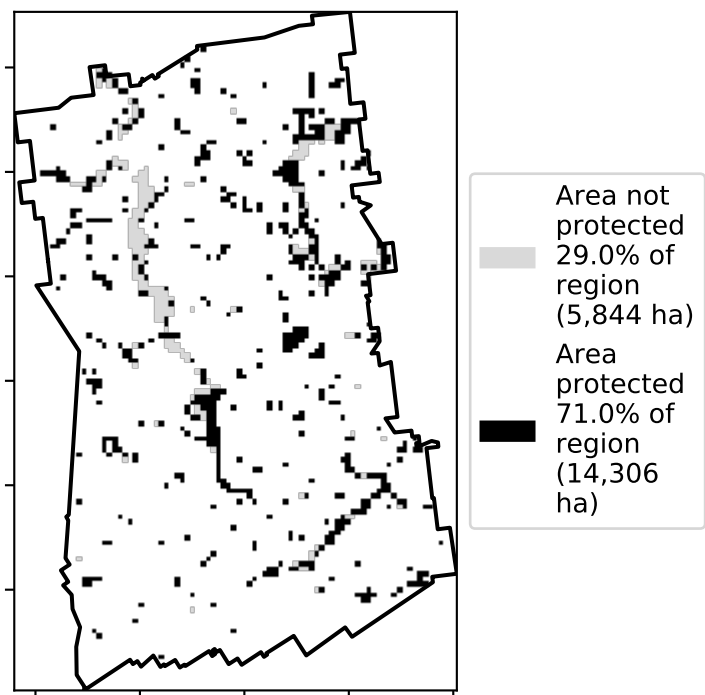 Area not
protected
29.0% of
region
(5,844 ha)
Area
protected
71.0% of
region
(14,306
ha)